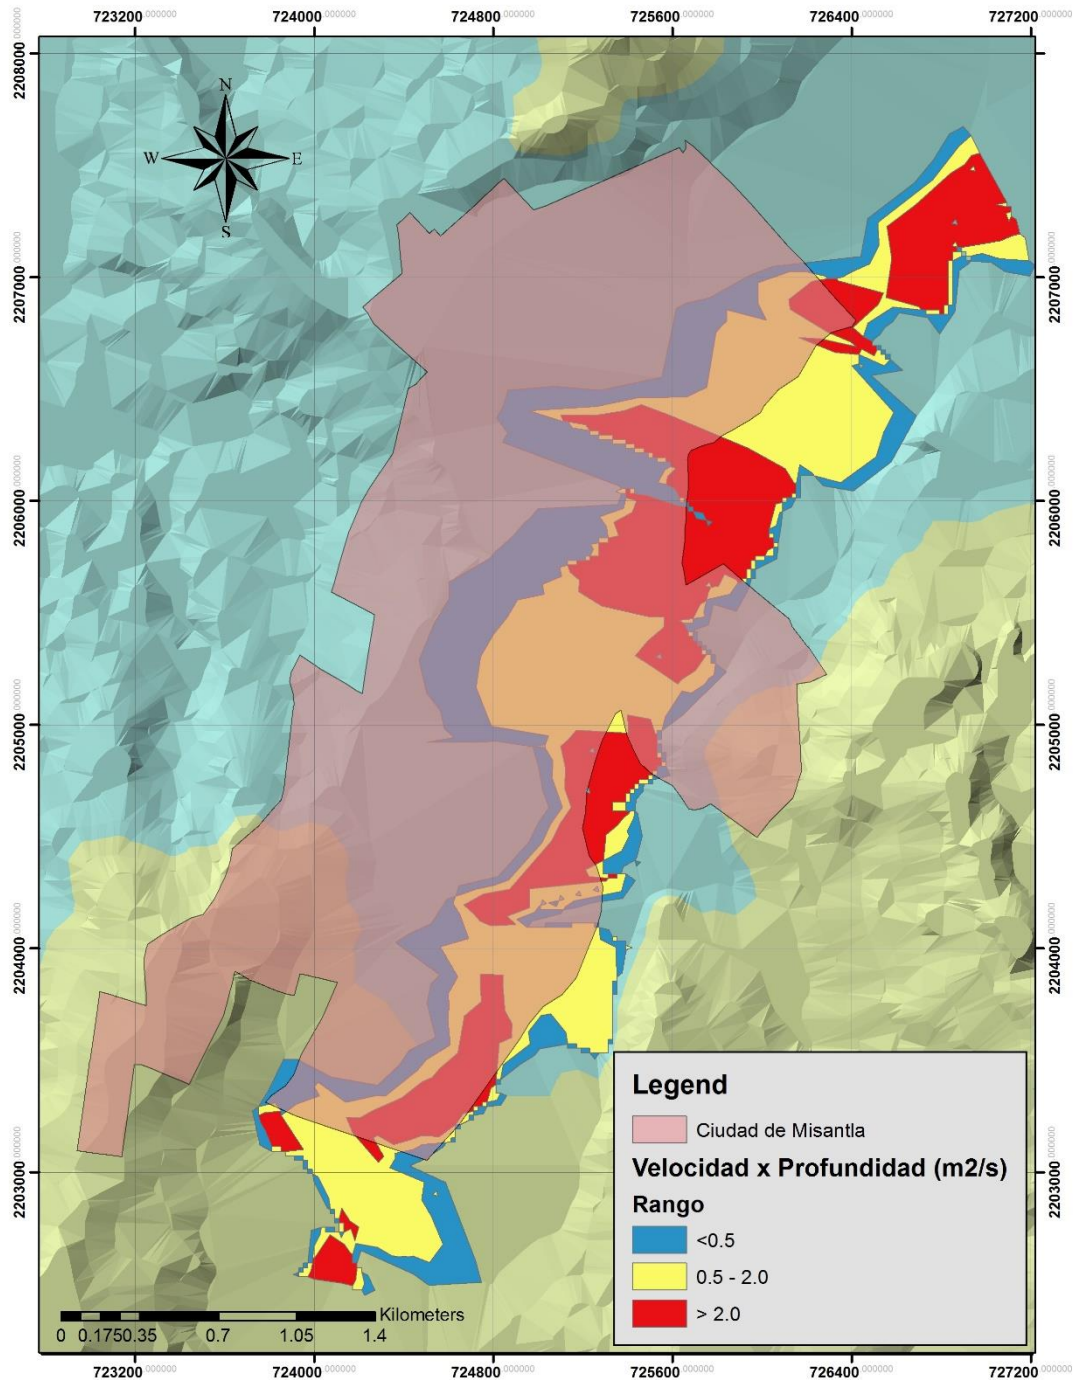 723200.000000 724000.000000 724800.000000 725600.000000 726400.000000 727200.000000
2208000.000000 2208000.000000
N
W E
S
2207000.000000 2207000.000000
2206000.000000 2206000.000000
2205000.000000 2205000.000000
2204000.000000 2204000.000000
2203000.000000 2203000.000000
Legend
Ciudad de Misantla
Velocidad x Profundidad (m2/s)
Rango
<0.5
0.5 - 2.0
> 2.0
Kilometers
0 0.1750.35 0.7 1.05 1.4
723200.000000 724000.000000 724800.000000 725600.000000 726400.000000 727200.000000